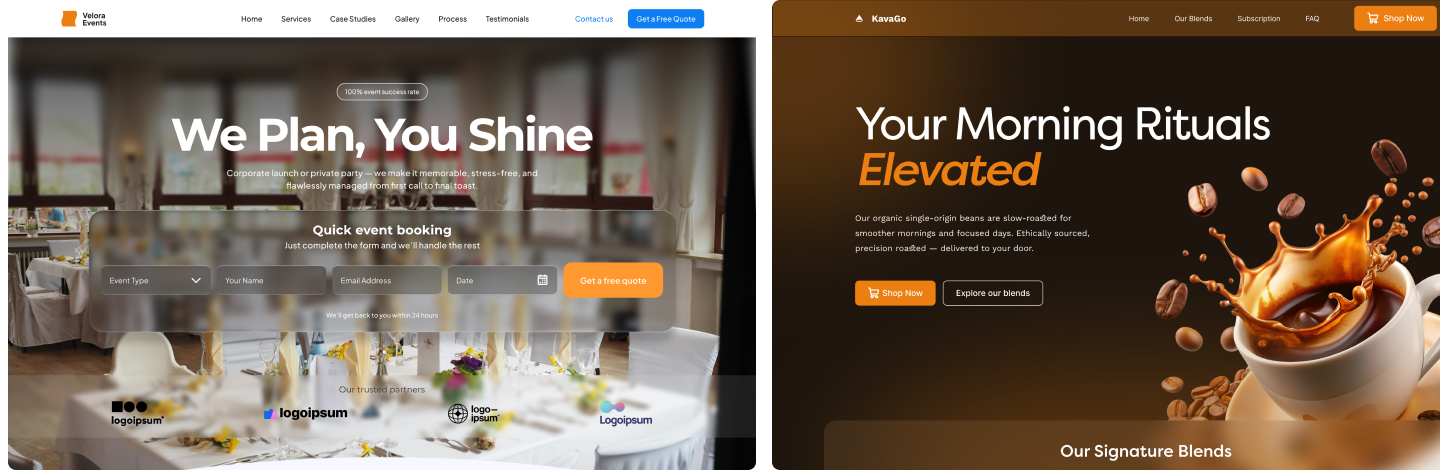 Velora
Events
Home Services Case Studies Gallery Process Testimonials Contact us Get a Free Quote
100% event success rate
We Plan, You Shine
Corporate launch or private party — we make it memorable, stress-free, and
flawlessly managed from first call to final toast.
Quick event booking
Just complete the form and we'll handle the rest
Event Type Your Name Email Address Date Get a free quote
We'll get back to you within 24 hours
Our trusted partners
logoipsum logoipsum logo—ipsum Logoipsum
KavaGo
Home Our Blends Subscription FAQ Shop Now
Your Morning Rituals
Elevated
Our organic single-origin beans are slow-roasted for
smoother mornings and focused days. Ethically sourced,
precision roasted — delivered to your door.
Shop Now Explore our blends
Our Signature Blends